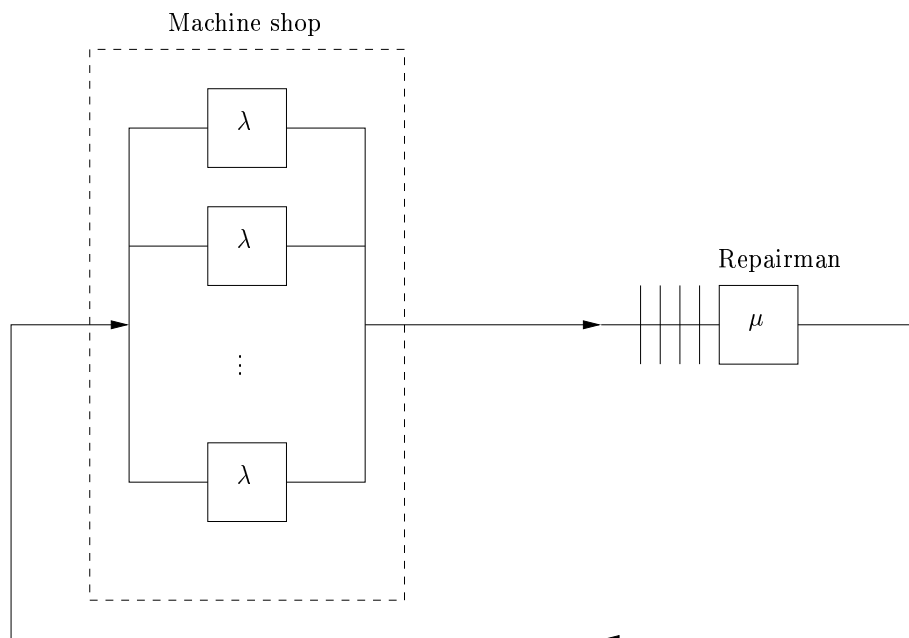 Machine shop
λ
λ
Repairman
μ
⋮
λ